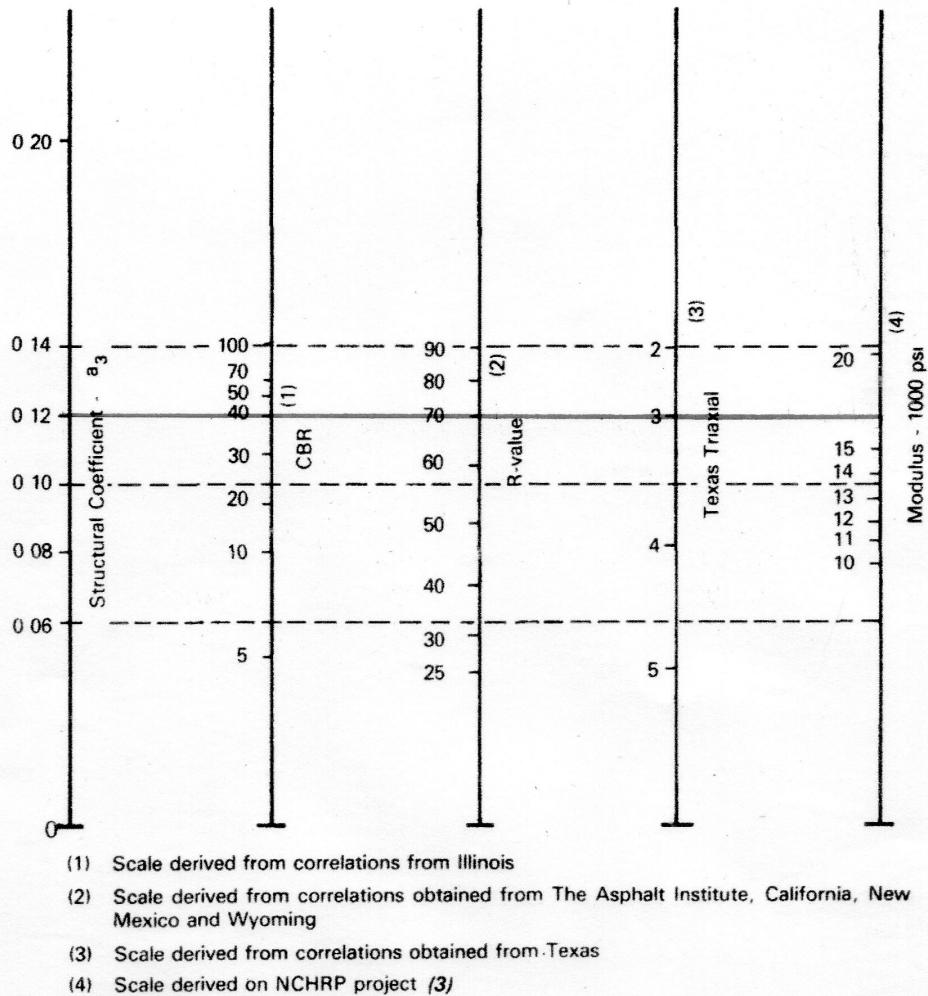 0 20
(3)
(4)
0 14 100 90 2 20
(2)
70 80
50
(1)
0 12 40 70 3
Structural Coefficient - a3
CBR
R-value
Texas Triaxial
Modulus - 1000 psi
30 60 15
14
0 10 20 13
50 12
11
0 08 10 4 10
40
0 06 30
5 25 5
0
(1) Scale derived from correlations from Illinois
(2) Scale derived from correlations obtained from The Asphalt Institute, California, New
Mexico and Wyoming
(3) Scale derived from correlations obtained from Texas
(4) Scale derived on NCHRP project (3)